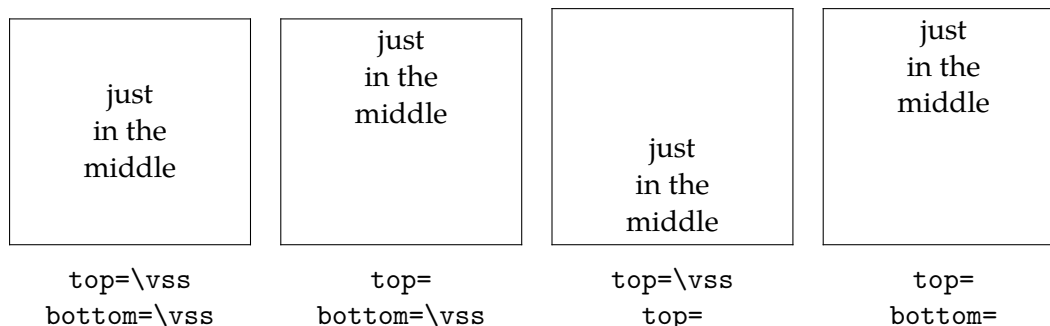 just
in the
middle
top=\vss
bottom=\vss
just
in the
middle
top=
bottom=\vss
just
in the
middle
top=\vss
top=
just
in the
middle
top=
bottom=